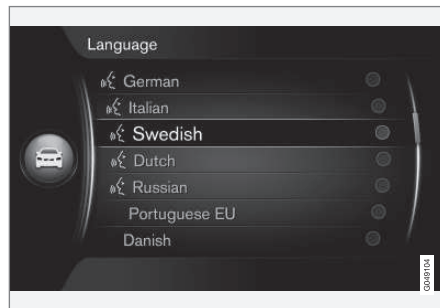 Language
German
Italian
Swedish
Dutch
Russian
Portuguese EU
Danish
G049104